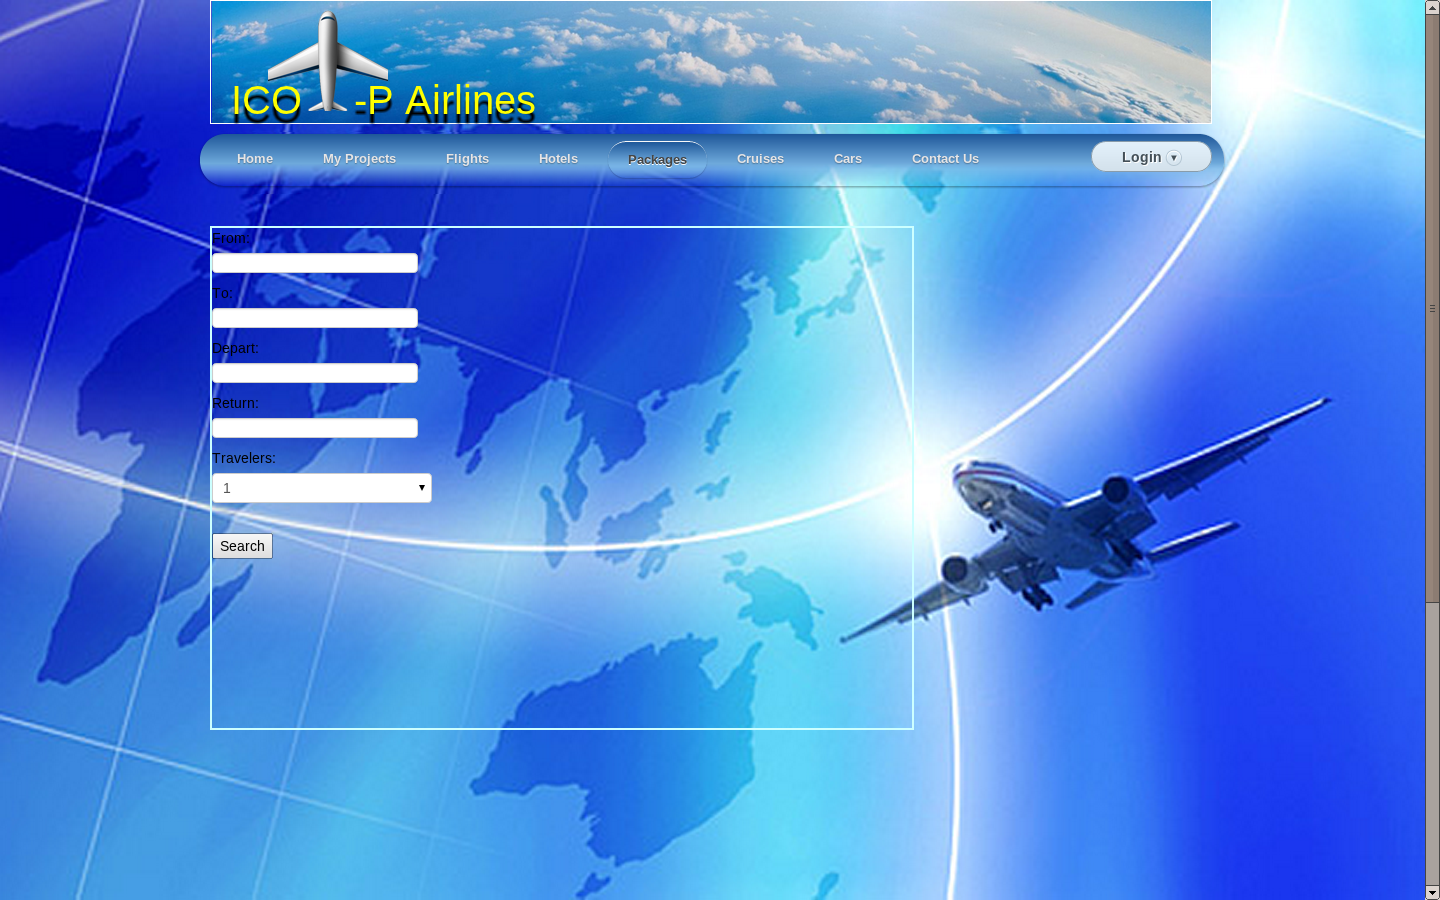 ICO -P Airlines
Home My Projects Flights Hotels Packages Cruises Cars Contact Us Login
From:
To:
Depart:
Return:
Travelers:
1
Search